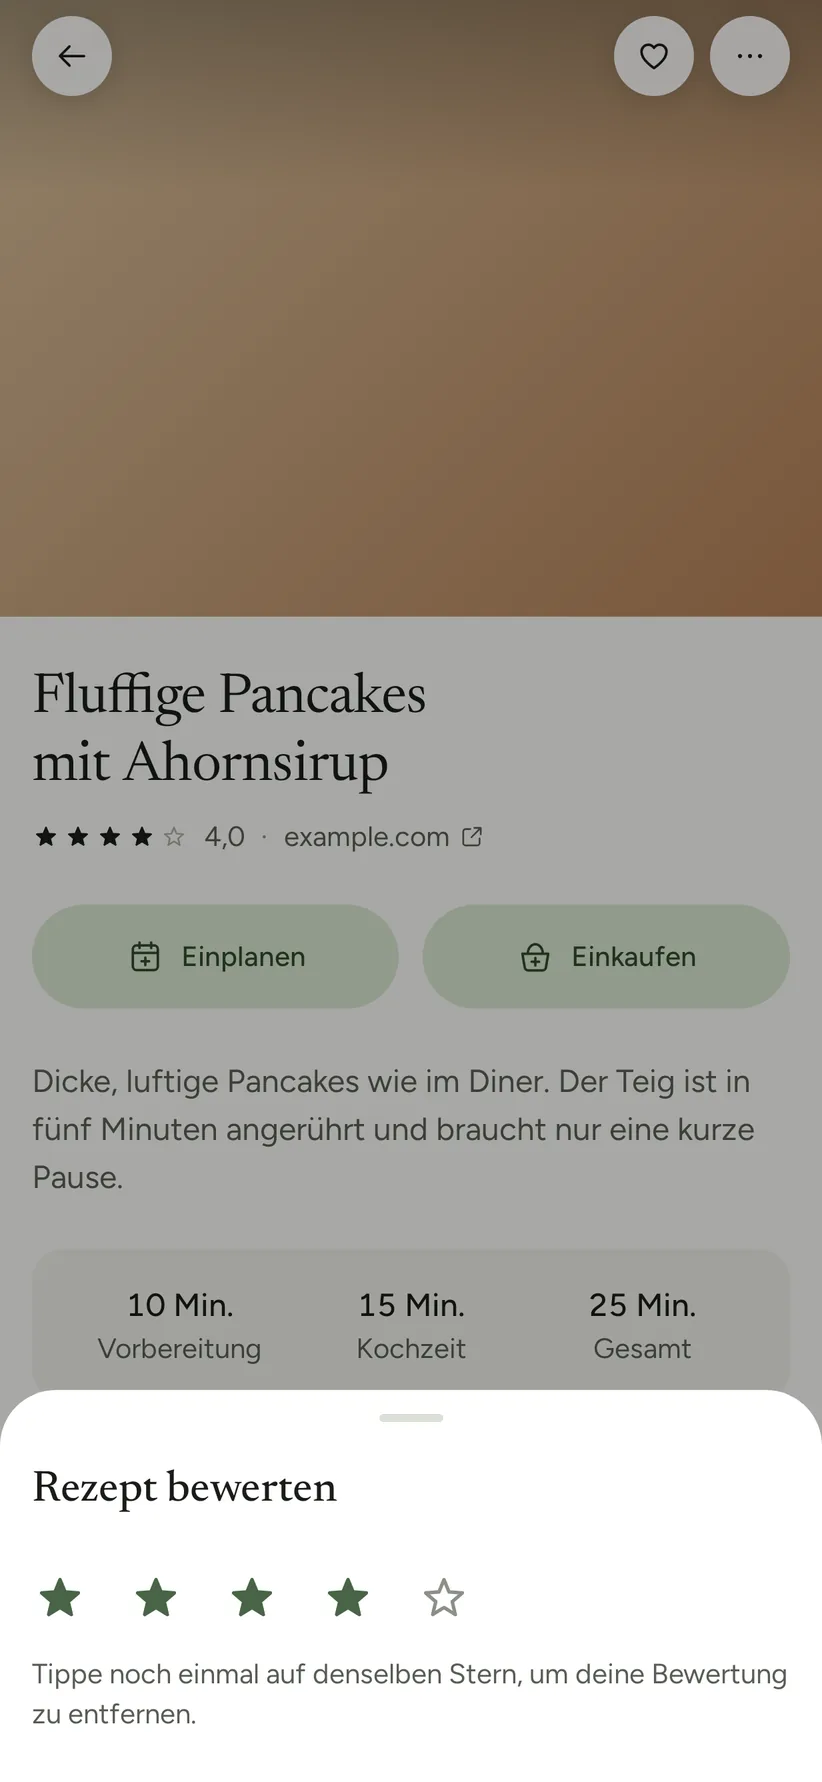 Fluffige Pancakes
mit Ahornsirup
4,0 · example.com
Einplanen
Einkaufen
Dicke, luftige Pancakes wie im Diner. Der Teig ist in
fünf Minuten angerührt und braucht nur eine kurze
Pause.
10 Min. 15 Min. 25 Min.
Vorbereitung Kochzeit Gesamt
Rezept bewerten
Tippe noch einmal auf denselben Stern, um deine Bewertung
zu entfernen.